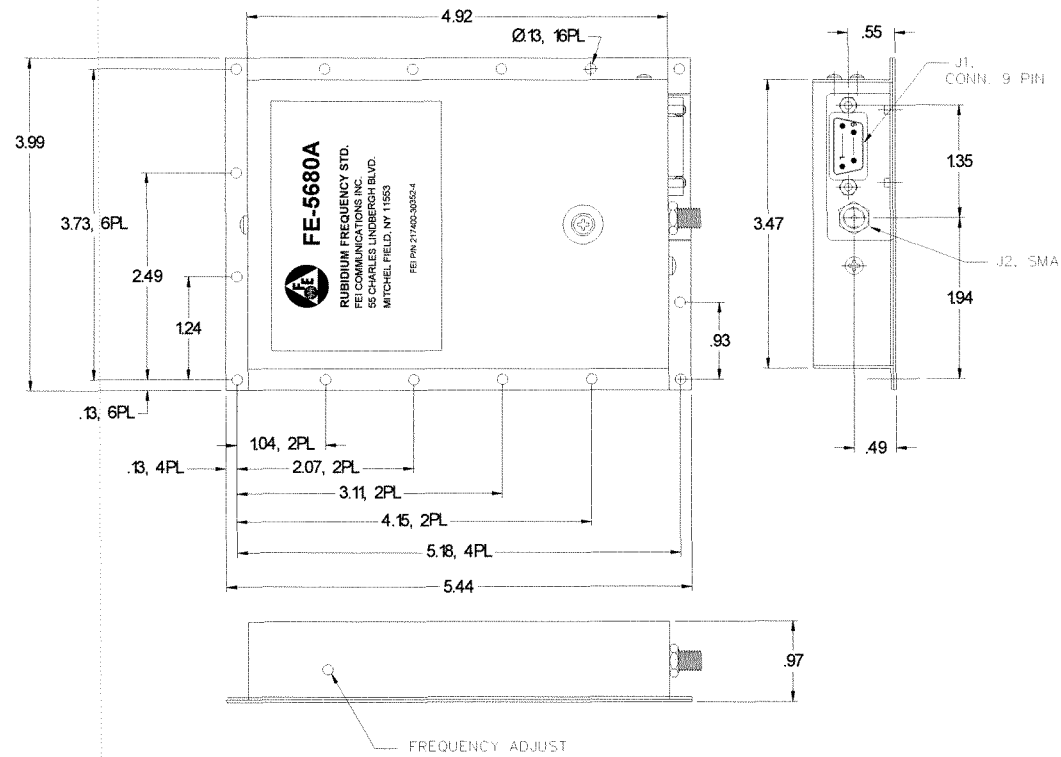 4.92
Ø.13, 16PL
.55
J1,
CONN. 9 PIN
3.99
3.73, 6PL
2.49
1.24
FE
FE-5680A
RUBIDIUM FREQUENCY STD.
FEI COMMUNICATIONS INC.
55 CHARLES LINDBERGH BLVD.
MITCHEL FIELD, NY 11553
FEI P/N 217400-30352-4
3.47
1.35
J2, SMA
1.94
.93
.49
.13, 6PL
1.04, 2PL
.13, 4PL
2.07, 2PL
3.11, 2PL
4.15, 2PL
5.18, 4PL
5.44
.97
FREQUENCY ADJUST